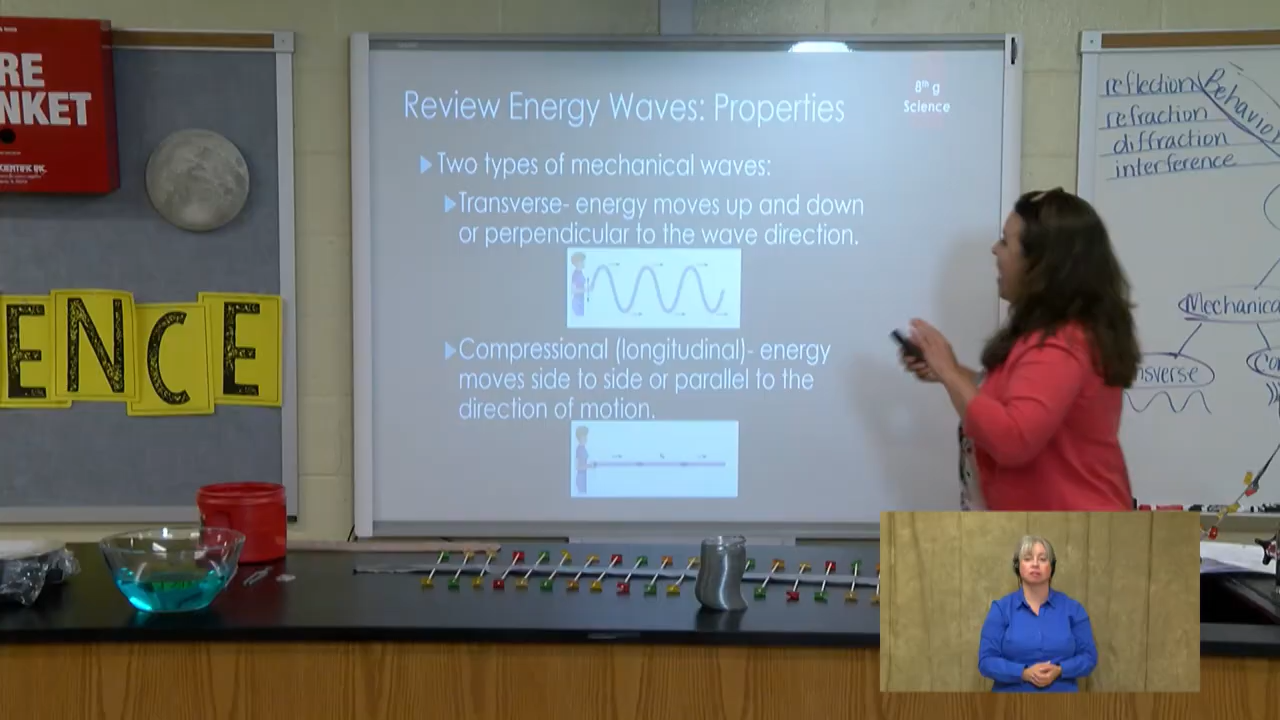 RE
NKET
ENCE
Review Energy Waves: Properties
8th g
Science
Two types of mechanical waves:
Transverse- energy moves up and down
or perpendicular to the wave direction.
Compressional (longitudinal)- energy
moves side to side or parallel to the
direction of motion.
reflection
refraction
diffraction
interference
Behavio
Mechanica
nsverse
Co